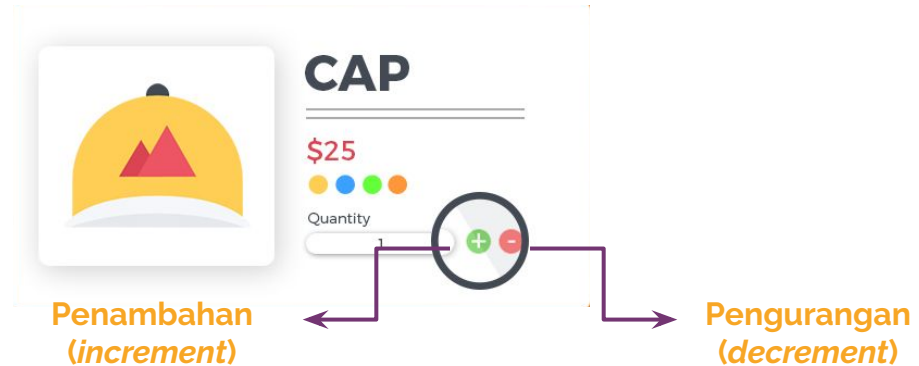 CAP
$25
Quantity
1
+ -
Penambahan
(increment)
Pengurangan
(decrement)